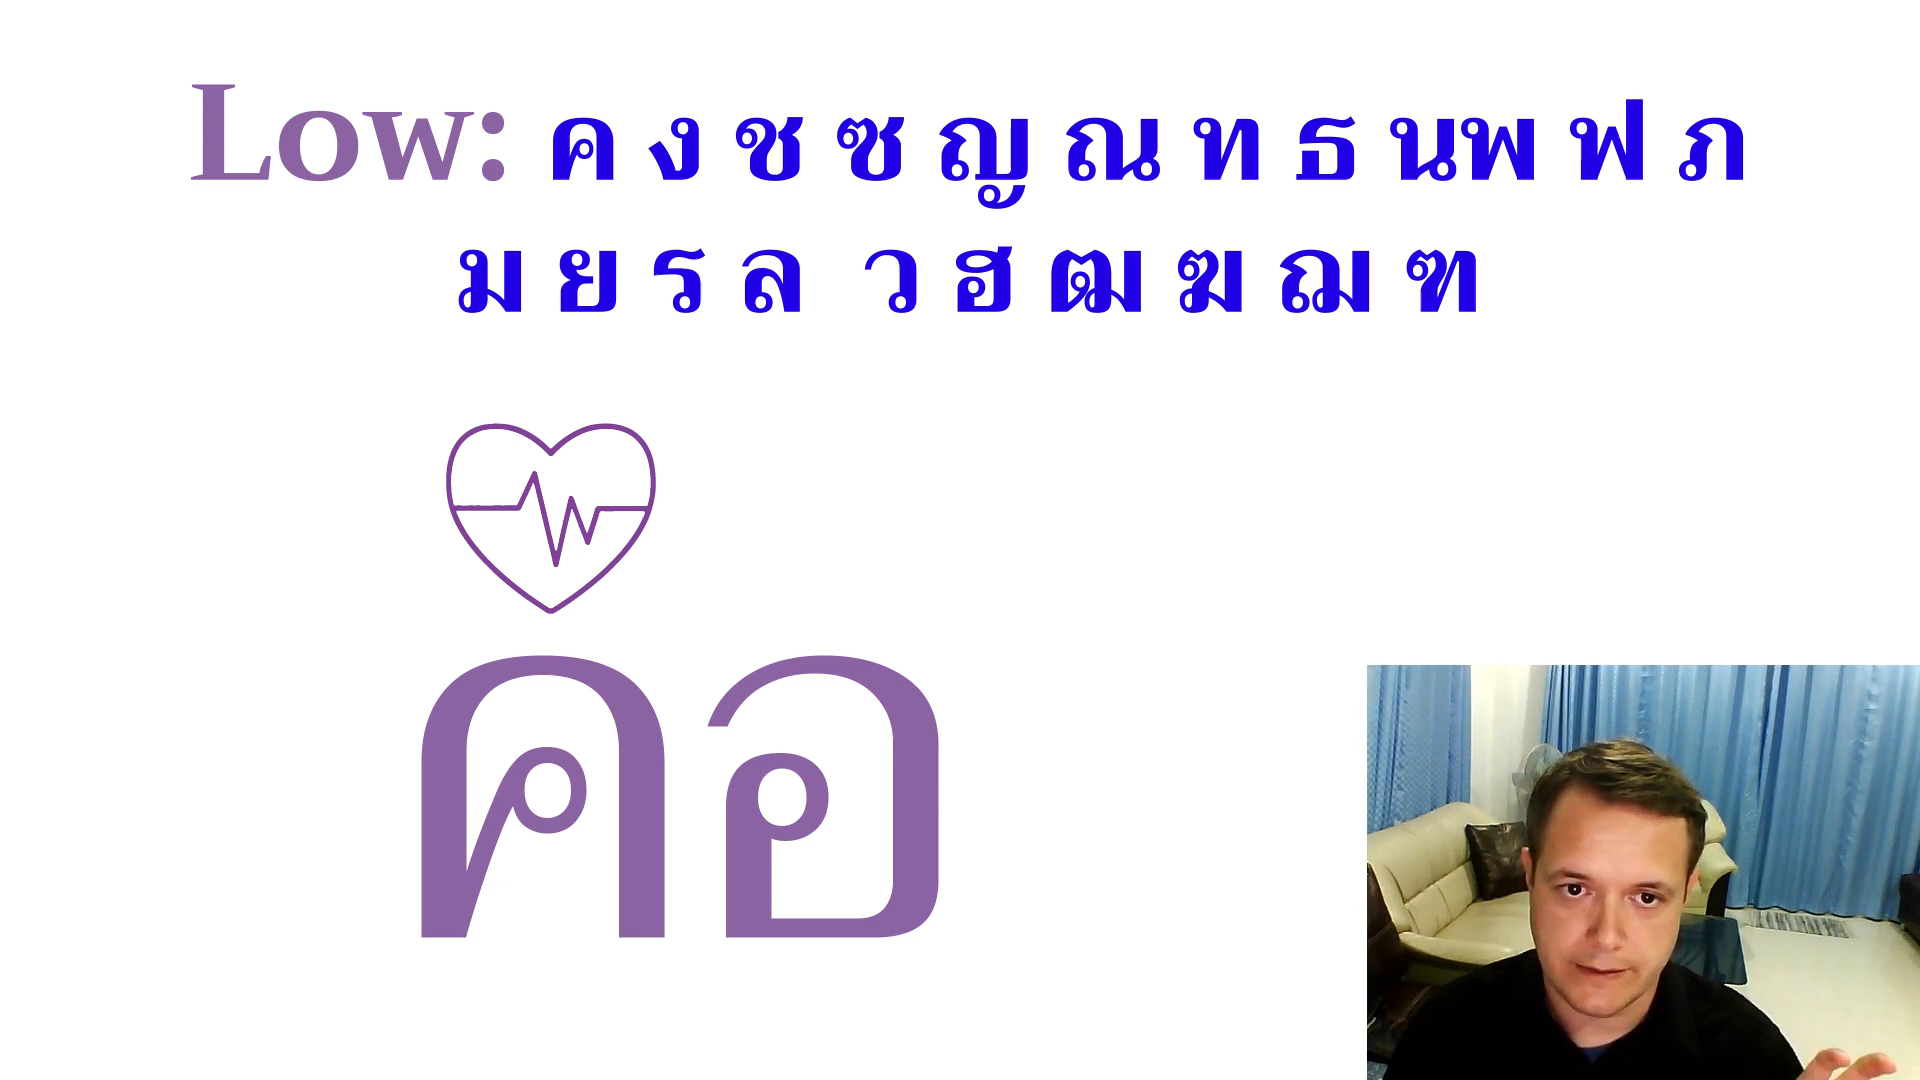 Low: ค ง ช ซ ญ ณ ท ธ นพ ฟ ภ
ม ย ร ล ว ฮ ฒ ฆ ฌ ฑ
คอ